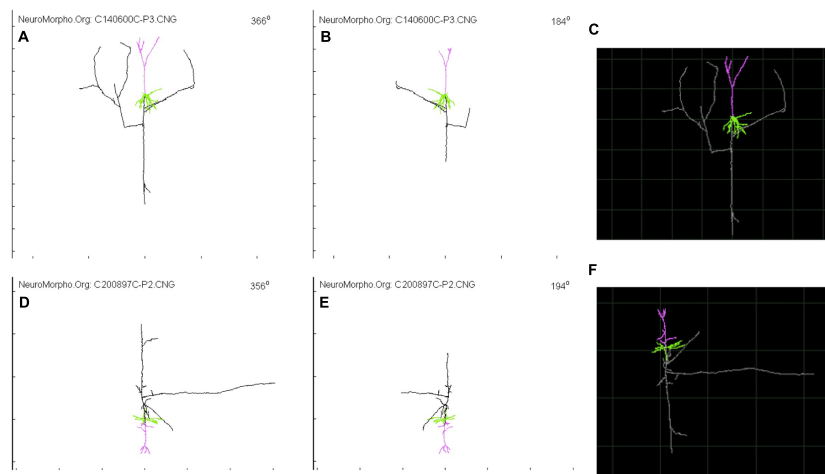 NeuroMorpho.Org: C140600C-P3.CNG 366°
A
NeuroMorpho.Org: C140600C-P3.CNG 184°
B
C
NeuroMorpho.Org: C200897C-P2.CNG 356°
D
NeuroMorpho.Org: C200897C-P2.CNG 194°
E
F